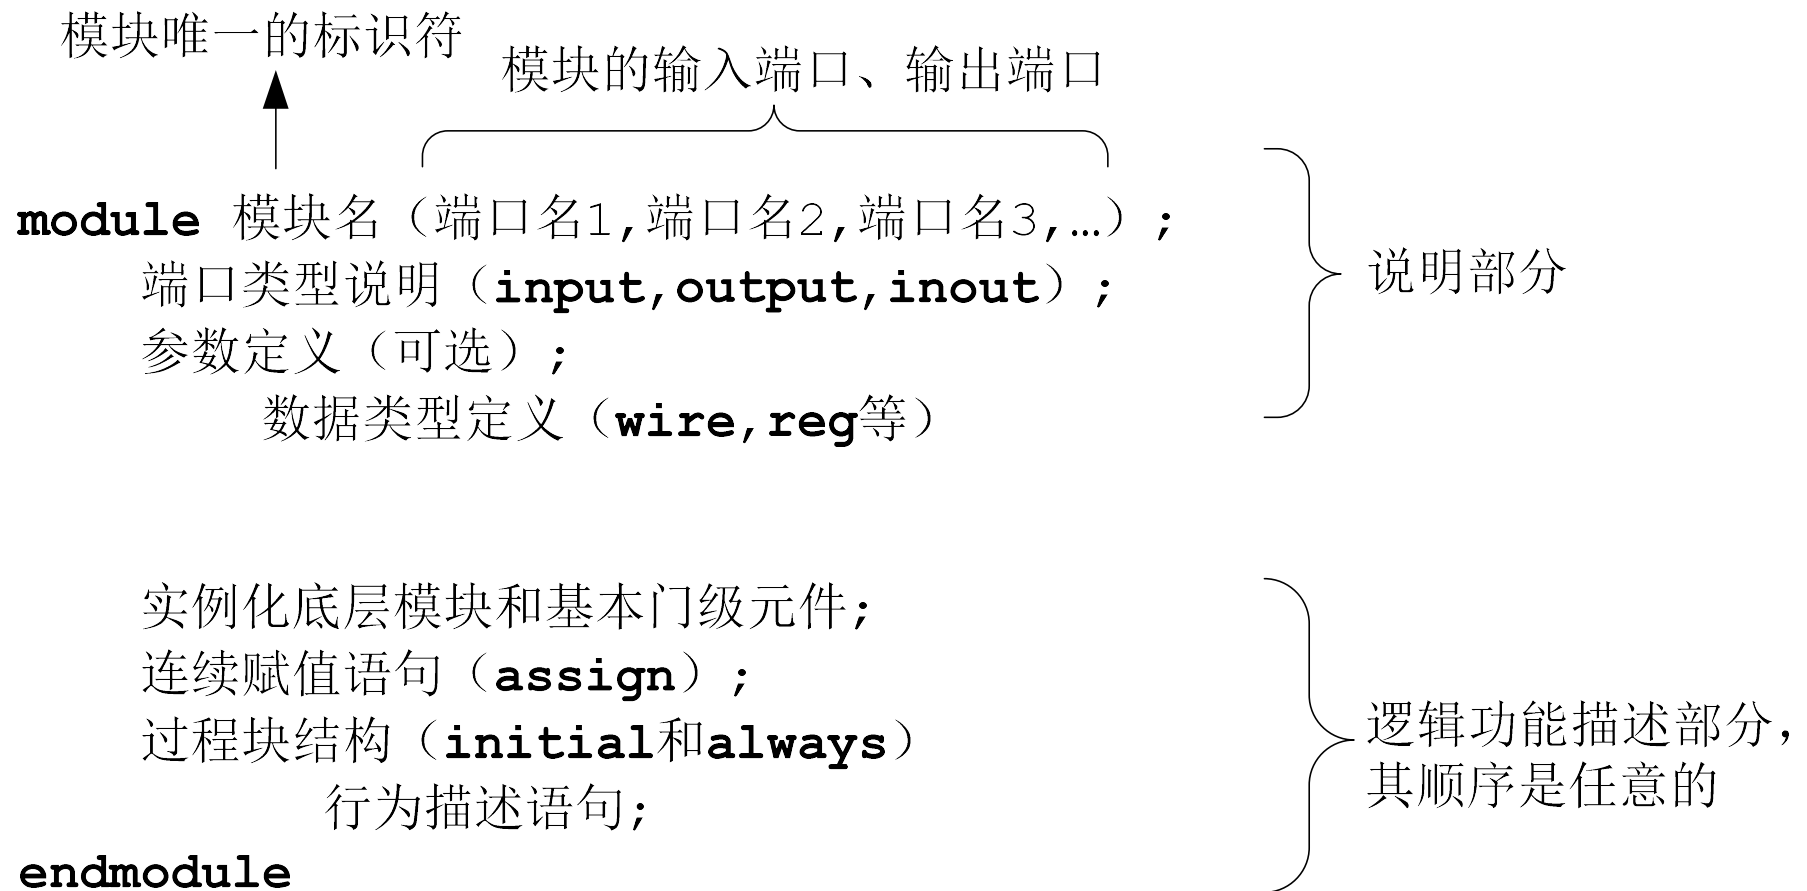 模块唯一的标识符
模块的输入端口、输出端口
module 模块名（端口名1,端口名2,端口名3,…）;
端口类型说明（input,output,inout）;
说明部分
参数定义（可选）;
数据类型定义（wire,reg等）
实例化底层模块和基本门级元件;
连续赋值语句（assign）;
过程块结构（initial和always）
逻辑功能描述部分，
其顺序是任意的
行为描述语句;
endmodule